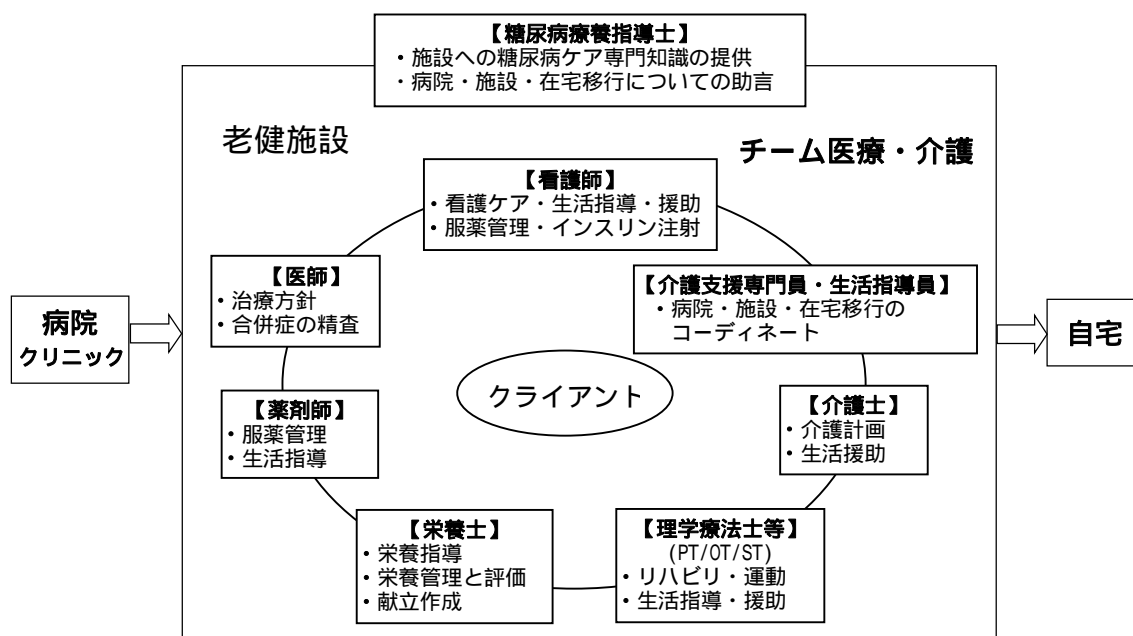 【糖尿病療養指導士】
・施設への糖尿病ケア専門知識の提供
・病院・施設・在宅移行についての助言
老健施設
チーム医療・介護
【看護師】
・看護ケア・生活指導・援助
・服薬管理・インスリン注射
【医師】
・治療方針
・合併症の精査
【介護支援専門員・生活指導員】
・病院・施設・在宅移行の
コーディネート
病院
クリニック
自宅
クライアント
【薬剤師】
・服薬管理
・生活指導
【介護士】
・介護計画
・生活援助
【栄養士】
・栄養指導
・栄養管理と評価
・献立作成
【理学療法士等】
(PT/OT/ST)
・リハビリ・運動
・生活指導・援助